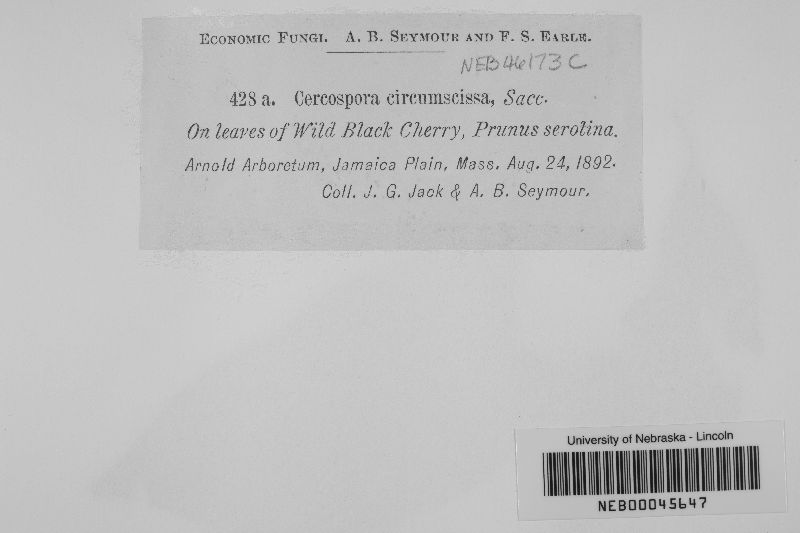 Economic Fungi. A. B. Seymour and F. S. Earle.
NEB46173C
428 a. Cercospora circumscissa, Sacc.
On leaves of Wild Black Cherry, Prunus serotina.
Arnold Arboretum, Jamaica Plain, Mass. Aug. 24, 1892.
Coll. J. G. Jack & A. B. Seymour.
University of Nebraska - Lincoln
NEB00045647